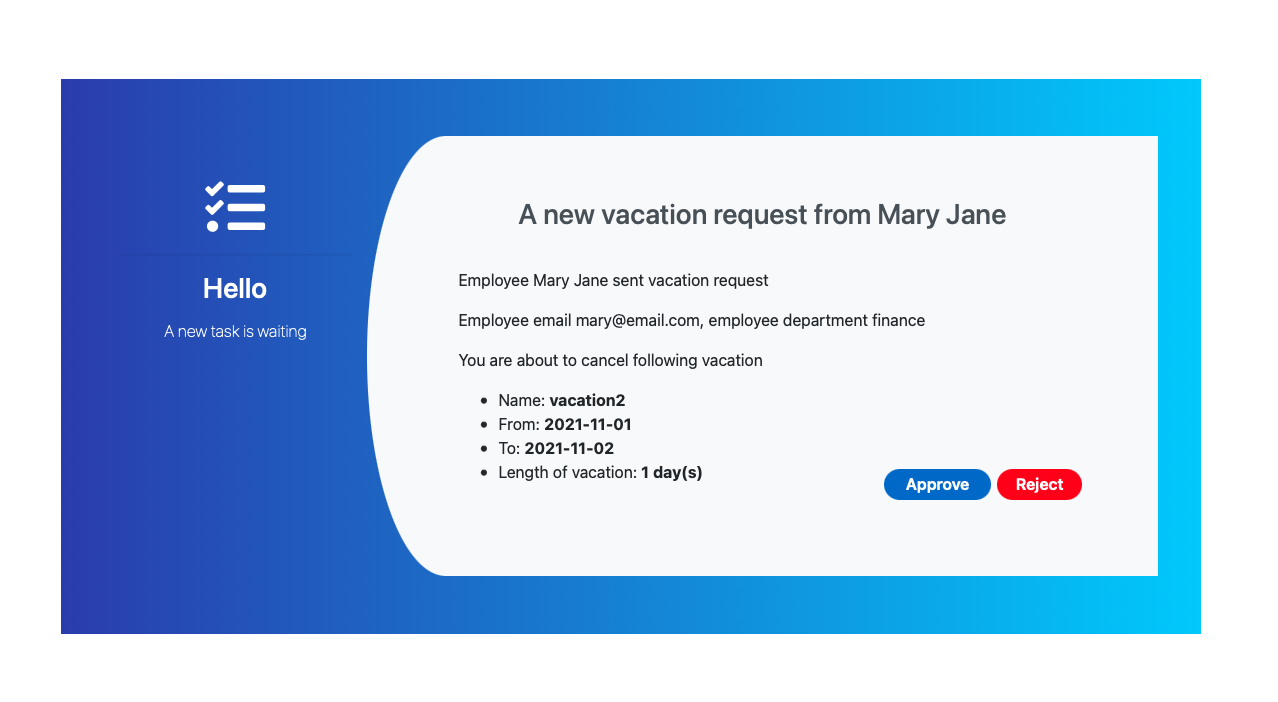 Hello
A new task is waiting
A new vacation request from Mary Jane
Employee Mary Jane sent vacation request
Employee email mary@email.com, employee department finance
You are about to cancel following vacation
Name: vacation2
From: 2021-11-01
To: 2021-11-02
Length of vacation: 1 day(s)
Approve Reject